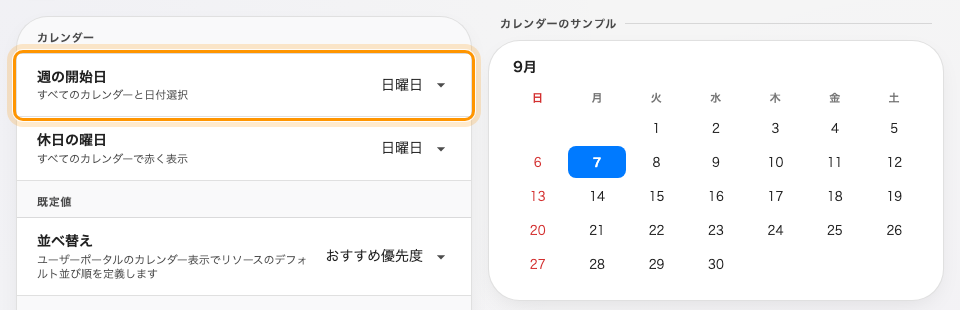 カレンダー
週の開始日
すべてのカレンダーと日付選択
日曜日
休日の曜日
すべてのカレンダーで赤く表示
日曜日
既定値
並べ替え
ユーザーポータルのカレンダー表示でリソースのデフォ
ルト並び順を定義します
おすすめ優先度
カレンダーのサンプル
9月
日 月 火 水 木 金 土
1 2 3 4 5
6 7 8 9 10 11 12
13 14 15 16 17 18 19
20 21 22 23 24 25 26
27 28 29 30